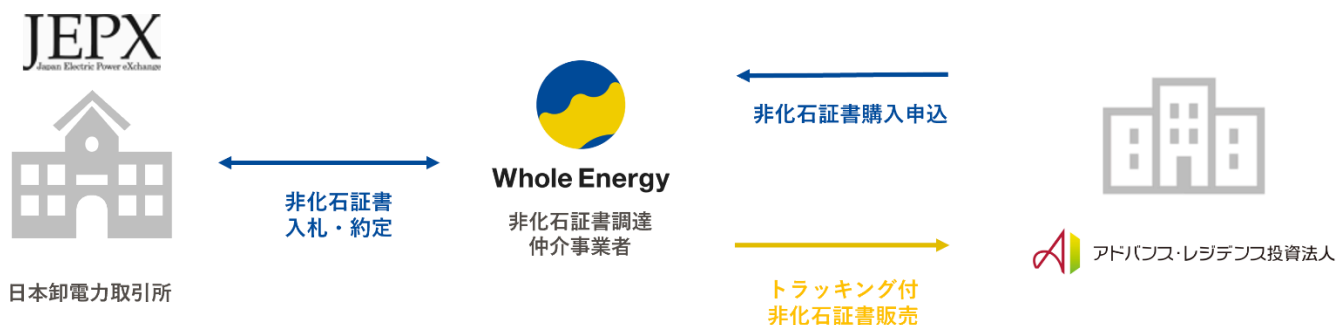 JEPX
Japan Electric Power eXchange
日本卸電力取引所
非化石証書
入札・約定
Whole Energy
非化石証書調達
仲介事業者
非化石証書購入申込
トラッキング付
非化石証書販売
アドバンス・レジデンス投資法人